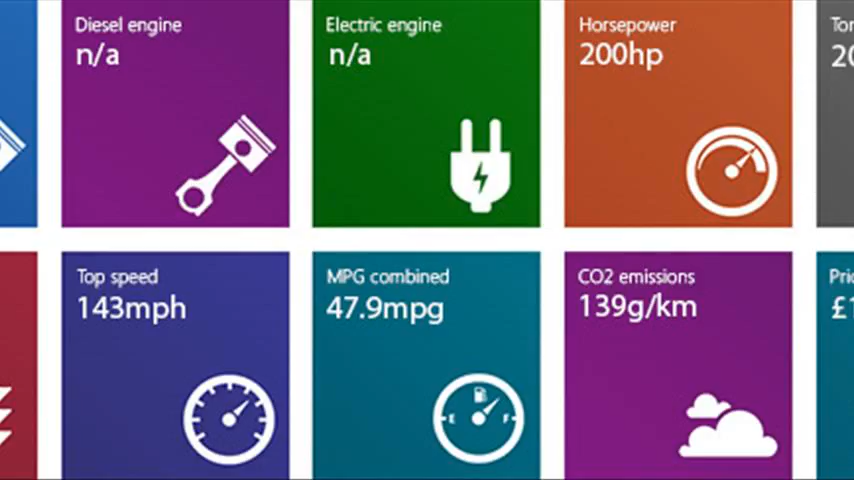 Diesel engine
n/a
Electric engine
n/a
Horsepower
200hp
Top speed
143mph
MPG combined
47.9mpg
E
F
CO2 emissions
139g/km
£